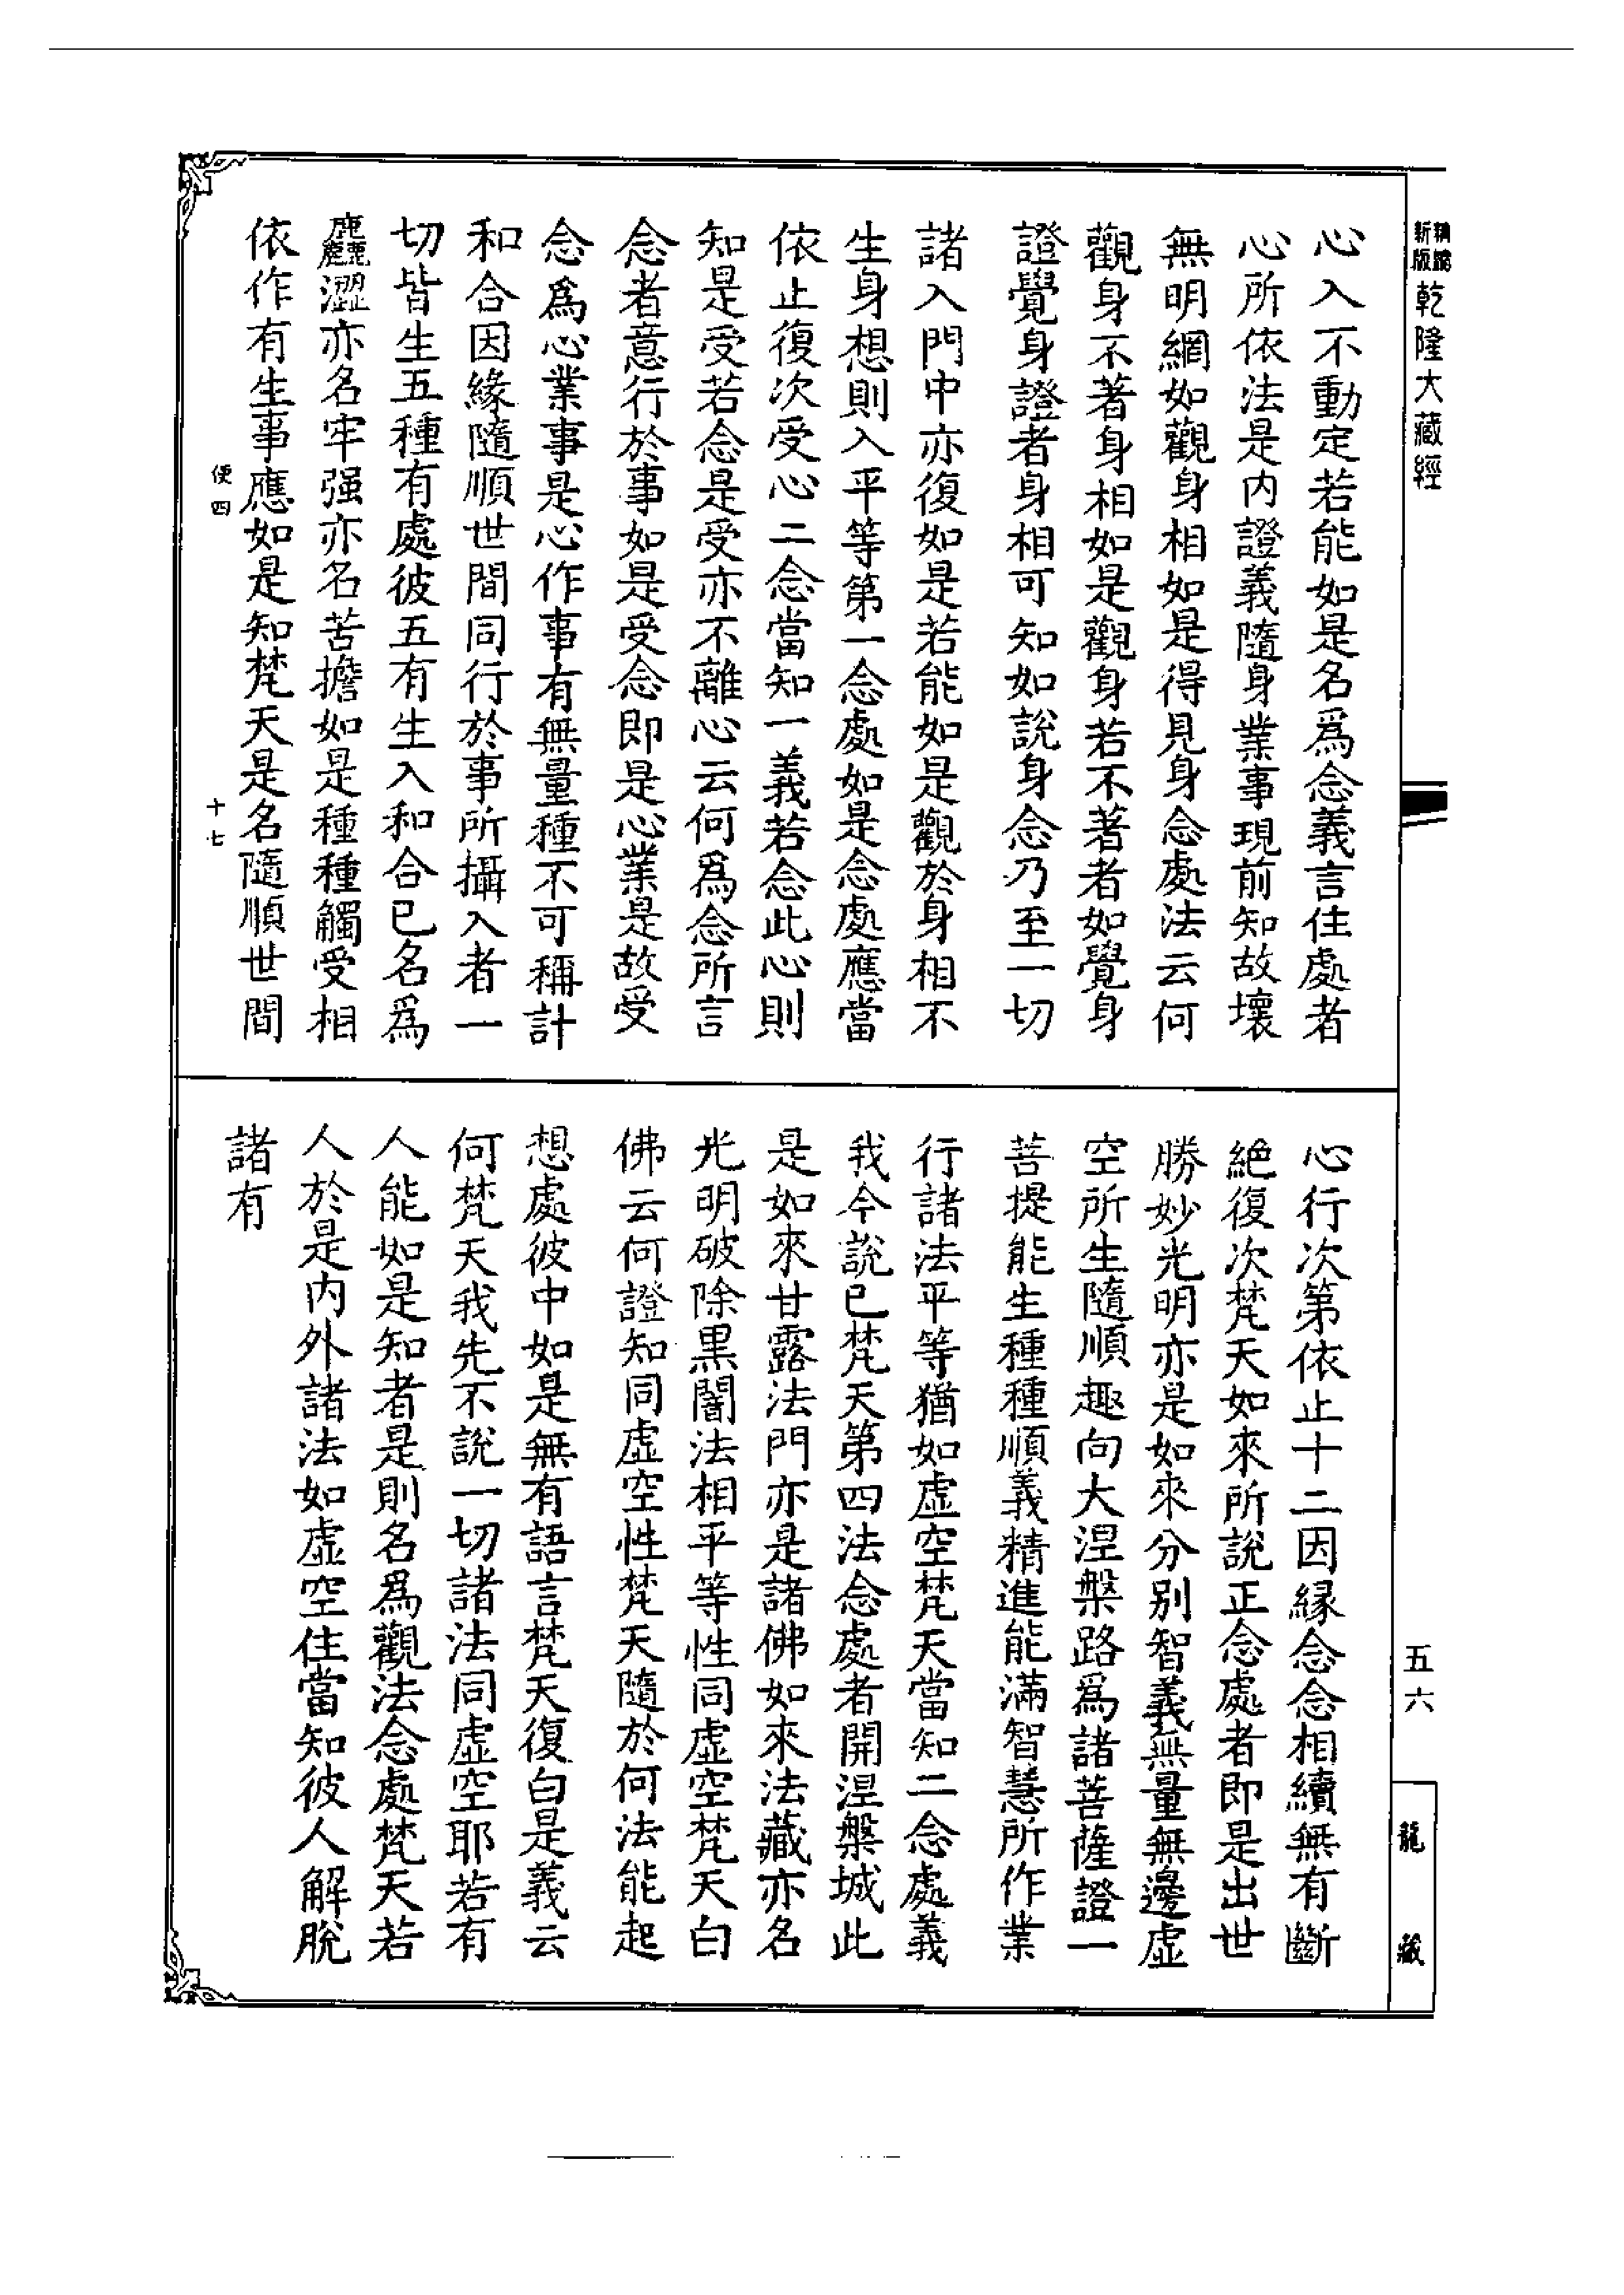 新版
精縮
乾隆大藏經
心入不動定若能如是名爲念義言住處者
心所依法是内證義隨身業事現前知故壞
無明網如觀身相如是得見身念處法云何
觀身不著身相如是觀身若不著者如覺身
證覺身證者身相可知如說身念乃至一切
諸入門中亦復如是若能如是觀於身相不
生身想則入平等第一念處如是念處應當
依止復次受心二念當知一義若念此心則
知是受若念是受亦不離心云何爲念所言
念者意行於事如是受念即是心業是故受
念爲心業事是心作事有無量種不可稱計
和合因緣隨順世間同行於事所攝入者一
切皆生五種有處彼五有生入和合已名爲
麤澀亦名牢强亦名苦擔如是種種觸受相
依作有生事應如是知梵天是名隨順世間
便四
十七
心行次第依止十二因緣念念相續無有斷
絕復次梵天如來所說正念處者即是出世
勝妙光明亦是如來分别智義無量無邊虛
空所生隨順趣向大涅槃路爲諸菩薩證一
菩提能生種種順義精進能滿智慧所作業
行諸法平等猶如虛空梵天當知二念處義
我今說已梵天第四法念處者開涅槃城此
是如來甘露法門亦是諸佛如來法藏亦名
光明破除黑闇法相平等性同虛空梵天白
佛云何證知同虛空性梵天隨於何法能起
想處彼中如是無有語言梵天復白是義云
何梵天我先不說一切諸法同虛空耶若有
人能如是知者是則名爲觀法念處梵天若
人於是内外諸法如虛空住當知彼人解脫
諸有
五六
龍藏